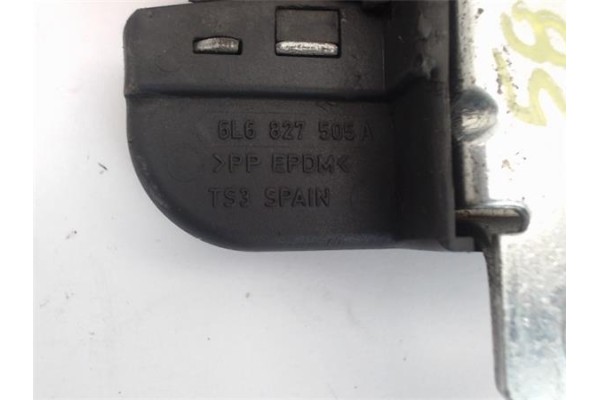 6L6 827 505 A
>PP EPDM<
TS3 SPAIN